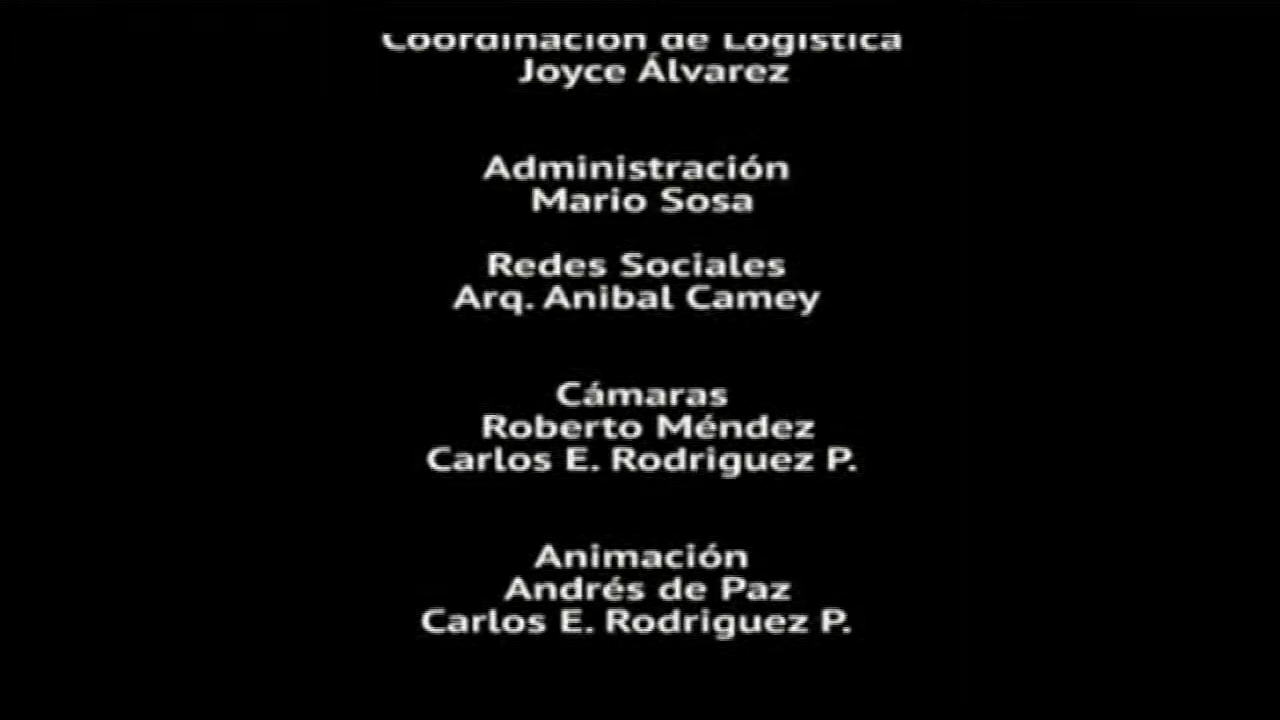 Coordinación de Logística
Joyce Álvarez
Administración
Mario Sosa
Redes Sociales
Arq. Anibal Camey
Cámaras
Roberto Méndez
Carlos E. Rodriguez P.
Animación
Andrés de Paz
Carlos E. Rodriguez P.